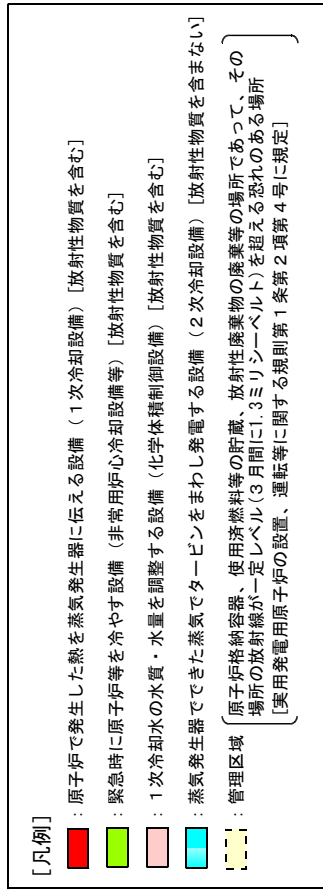 [凡例]
：原子炉で発生した熱を蒸気発生器に伝える設備（１次冷却設備）［放射性物質を含む］
：緊急時に原子炉等を冷やす設備（非常用炉心冷却設備等）［放射性物質を含む］
：１次冷却水の水質・水量を調整する設備（化学体積制御設備）［放射性物質を含む］
：蒸気発生器でできた蒸気でタービンをまわし発電する設備（２次冷却設備）［放射性物質を含まない］
：管理区域 原子炉格納容器、使用済燃料等の貯蔵、放射性廃棄物の廃棄等の場所であって、その
場所の放射線が一定レベル(３月間に1.3ミリシーベルト)を超える恐れのある場所
[実用発電用原子炉の設置、運転等に関する規則第１条第２項第４号に規定]